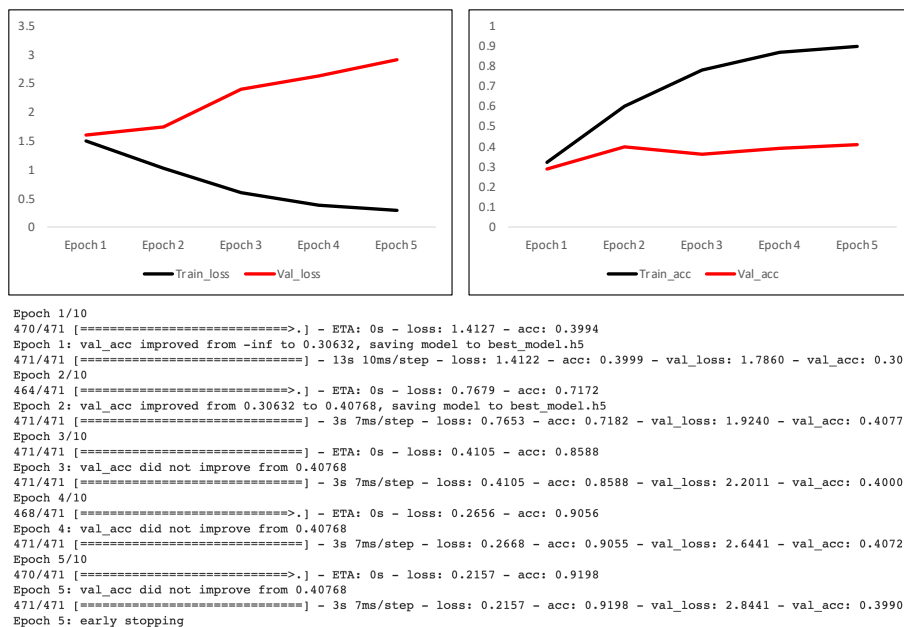 3.5
3
2.5
2
1.5
1
0.5
0
Epoch 1 Epoch 2 Epoch 3 Epoch 4 Epoch 5
Train_loss Val_loss
1
0.9
0.8
0.7
0.6
0.5
0.4
0.3
0.2
0.1
0
Epoch 1 Epoch 2 Epoch 3 Epoch 4 Epoch 5
Train_acc Val_acc
Epoch 1/10
470/471 [============================>.] - ETA: 0s - loss: 1.4127 - acc: 0.3994
Epoch 1: val_acc improved from -inf to 0.30632, saving model to best_model.h5
471/471 [==============================] - 13s 10ms/step - loss: 1.4122 - acc: 0.3999 - val_loss: 1.7860 - val_acc: 0.30
Epoch 2/10
464/471 [============================>.] - ETA: 0s - loss: 0.7679 - acc: 0.7172
Epoch 2: val_acc improved from 0.30632 to 0.40768, saving model to best_model.h5
471/471 [==============================] - 3s 7ms/step - loss: 0.7653 - acc: 0.7182 - val_loss: 1.9240 - val_acc: 0.4077
Epoch 3/10
471/471 [==============================] - ETA: 0s - loss: 0.4105 - acc: 0.8588
Epoch 3: val_acc did not improve from 0.40768
471/471 [==============================] - 3s 7ms/step - loss: 0.4105 - acc: 0.8588 - val_loss: 2.2011 - val_acc: 0.4000
Epoch 4/10
468/471 [============================>.] - ETA: 0s - loss: 0.2656 - acc: 0.9056
Epoch 4: val_acc did not improve from 0.40768
471/471 [==============================] - 3s 7ms/step - loss: 0.2668 - acc: 0.9055 - val_loss: 2.6441 - val_acc: 0.4072
Epoch 5/10
470/471 [============================>.] - ETA: 0s - loss: 0.2157 - acc: 0.9198
Epoch 5: val_acc did not improve from 0.40768
471/471 [==============================] - 3s 7ms/step - loss: 0.2157 - acc: 0.9198 - val_loss: 2.8441 - val_acc: 0.3990
Epoch 5: early stopping